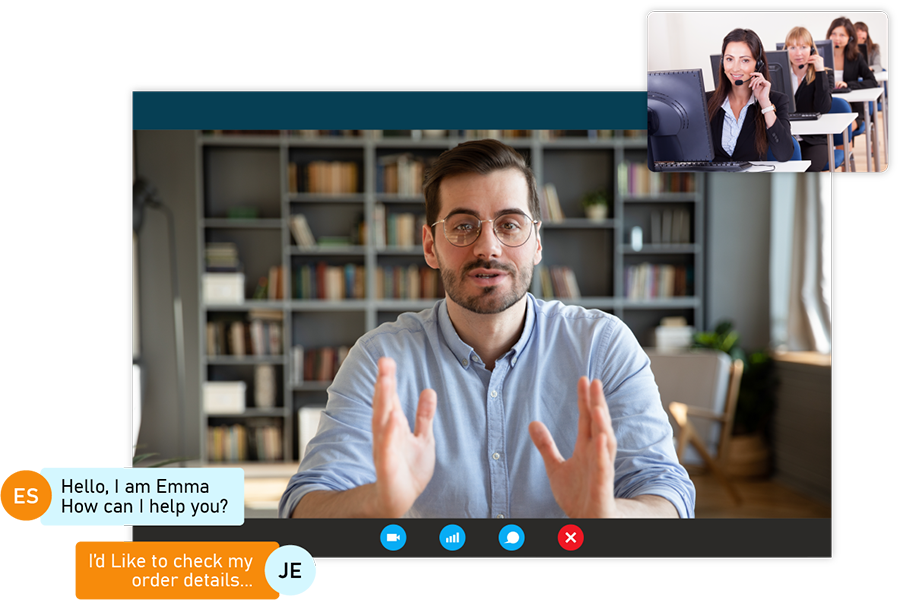 ES
Hello, I am Emma
How can I help you?
I'd Like to check my
order details...
JE